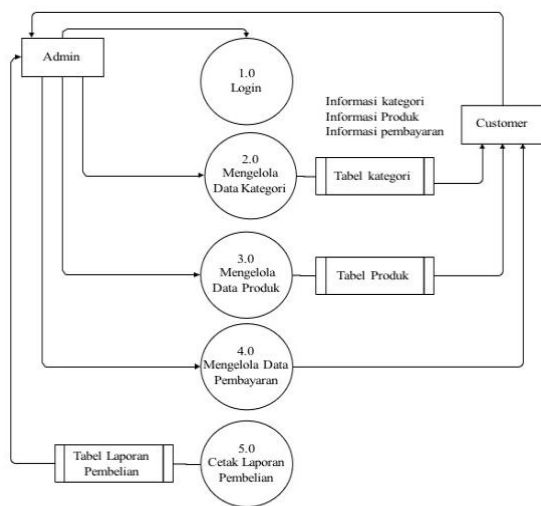 Admin
1.0
Login
Informasi kategori
Informasi Produk
Informasi pembayaran
Customer
2.0
Mengelola
Data Kategori
Tabel kategori
3.0
Mengelola
Data Produk
Tabel Produk
4.0
Mengelola Data
Pembayaran
Tabel Laporan
Pembelian
5.0
Cetak Laporan
Pembelian